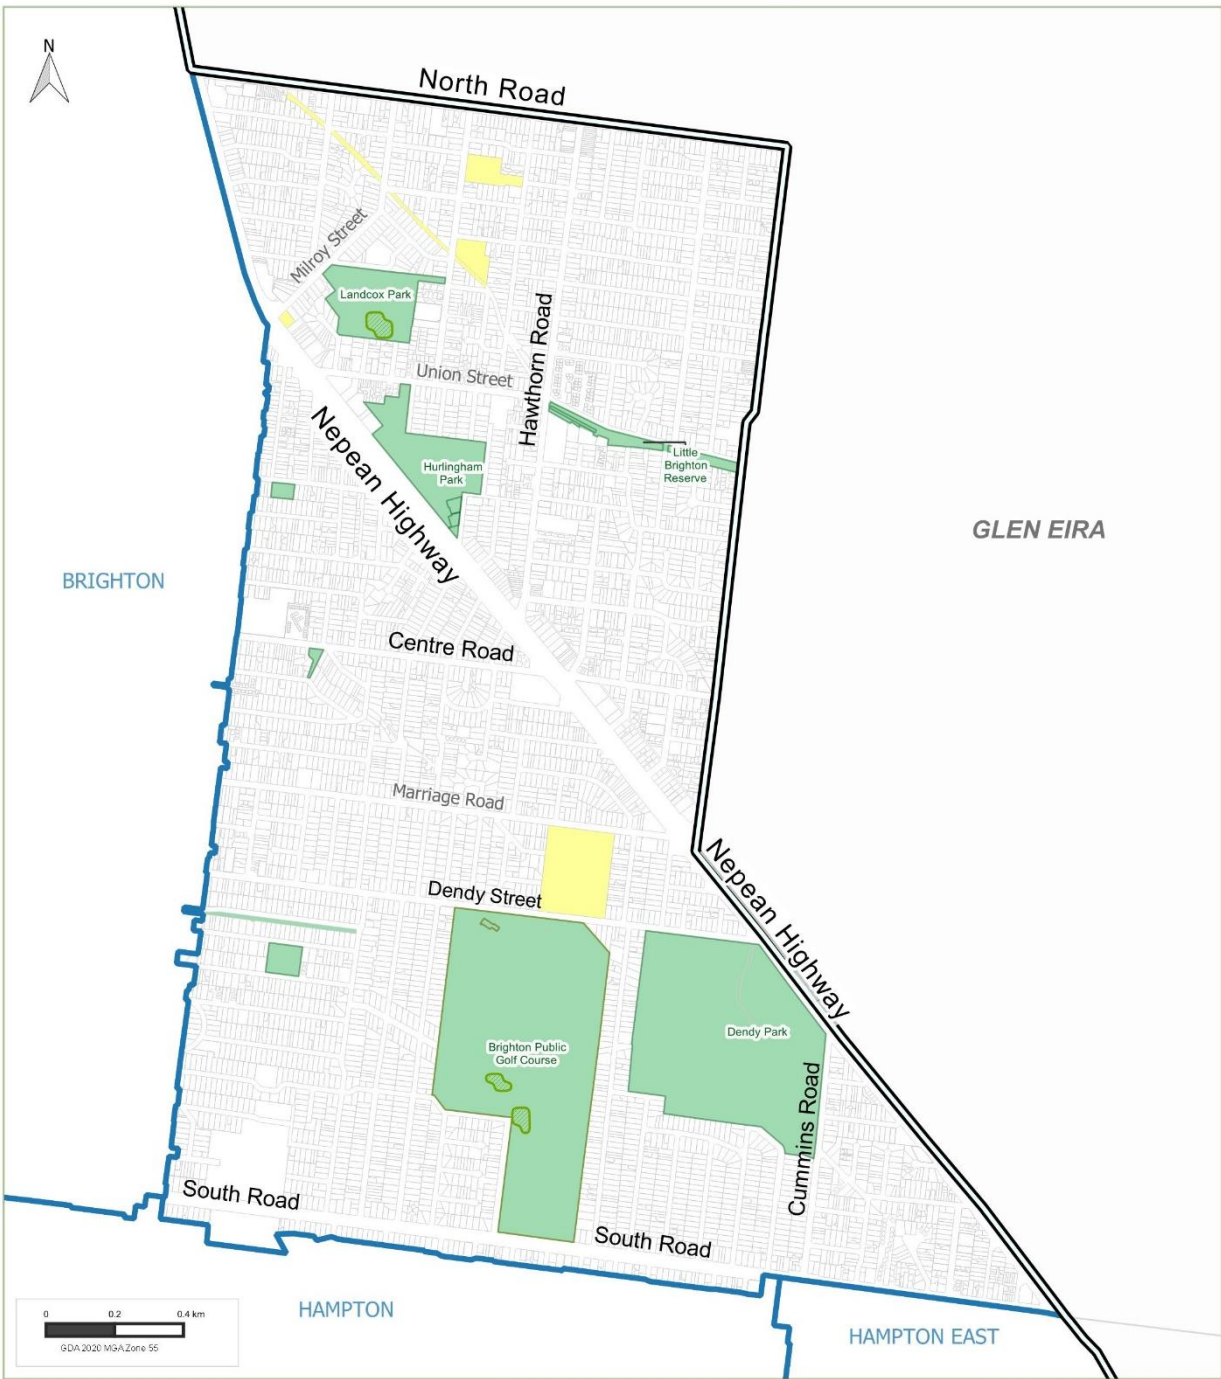 N
North Road
Milroy Street
Landcox Park
Hawthorn Road
Union Street
Nepean Highway
Hurlingham
Park
Little
Brighton
Reserve
GLEN EIRA
BRIGHTON
Centre Road
Marriage Road
Nepean Highway
Dendy Street
Dendy Park
Brighton Public
Golf Course
Cummins Road
South Road
South Road
HAMPTON
HAMPTON EAST
0 0.2 0.4 km
GDA 2020 MGA Zone 55